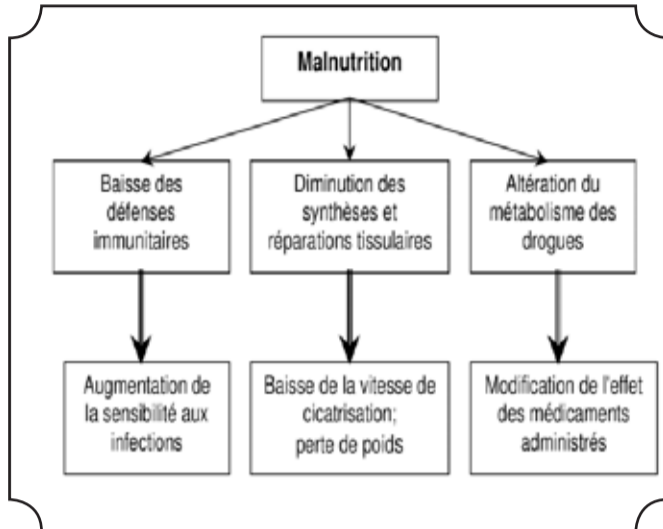 Malnutrition
Baisse des
défenses
immunitaires
Diminution des
synthèses et
réparations tissulaires
Altération du
métabolisme des
drogues
Augmentation de
la sensibilité aux
infections
Baisse de la vitesse de
cicatrisation;
perte de poids
Modification de l'effet
des médicaments
administrés